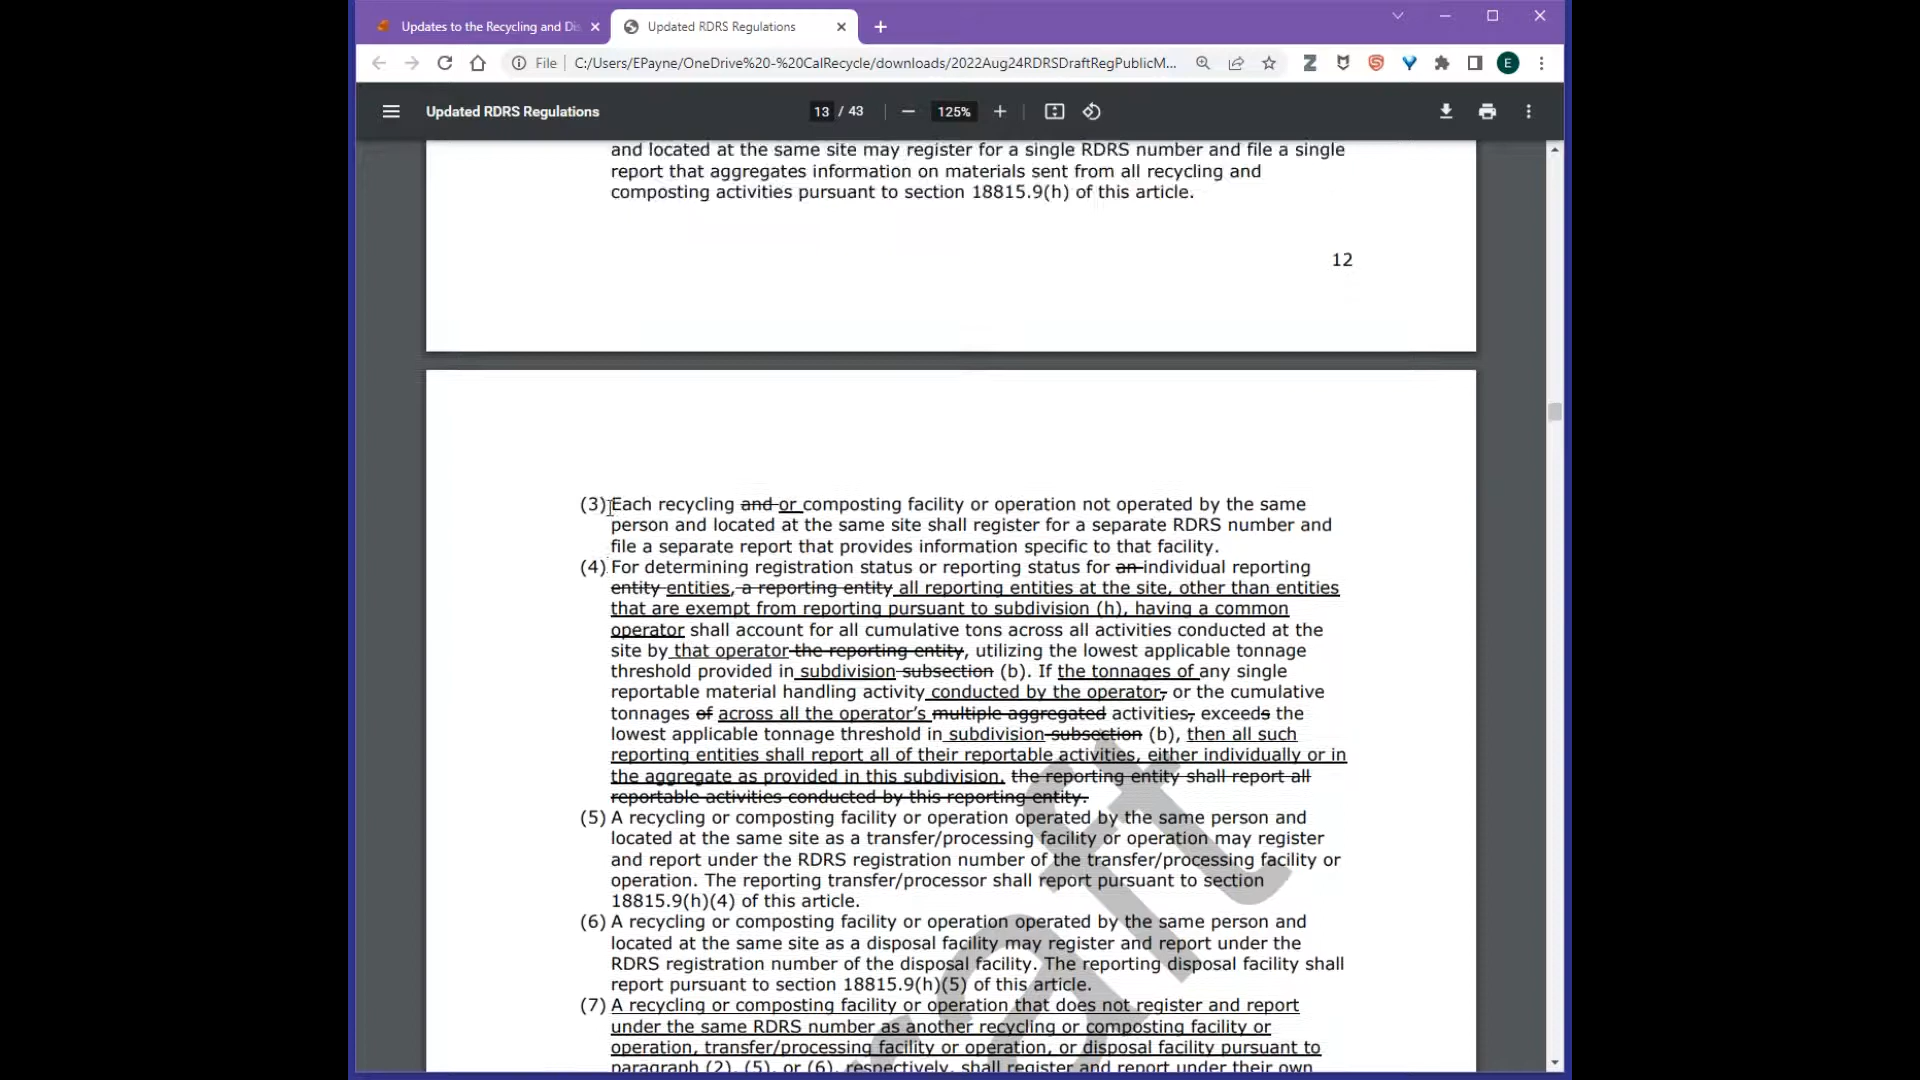 Updates to the Recycling and Dis
Updated RDRS Regulations
File
C:/Users/EPayne/OneDrive%20-%20CalRecycle/downloads/2022Aug24RDRSDraftRegPublicM...
E
Updated RDRS Regulations
13 / 43
125%
and located at the same site may register for a single RDRS number and file a single
report that aggregates information on materials sent from all recycling and
composting activities pursuant to section 18815.9(h) of this article.
12
(3) Each recycling and or composting facility or operation not operated by the same
person and located at the same site shall register for a separate RDRS number and
file a separate report that provides information specific to that facility.
(4) For determining registration status or reporting status for an individual reporting
entity entities, a reporting entity all reporting entities at the site, other than entities
that are exempt from reporting pursuant to subdivision (h), having a common
operator shall account for all cumulative tons across all activities conducted at the
site by that operator the reporting entity, utilizing the lowest applicable tonnage
threshold provided in subdivision subsection (b). If the tonnages of any single
reportable material handling activity conducted by the operator, or the cumulative
tonnages of across all the operator's multiple aggregated activities, exceeds the
lowest applicable tonnage threshold in subdivision subsection (b), then all such
reporting entities shall report all of their reportable activities, either individually or in
the aggregate as provided in this subdivision. the reporting entity shall report all
reportable activities conducted by this reporting entity.
(5) A recycling or composting facility or operation operated by the same person and
located at the same site as a transfer/processing facility or operation may register
and report under the RDRS registration number of the transfer/processing facility or
operation. The reporting transfer/processor shall report pursuant to section
18815.9(h)(4) of this article.
(6) A recycling or composting facility or operation operated by the same person and
located at the same site as a disposal facility may register and report under the
RDRS registration number of the disposal facility. The reporting disposal facility shall
report pursuant to section 18815.9(h)(5) of this article.
(7) A recycling or composting facility or operation that does not register and report
under the same RDRS number as another recycling or composting facility or
operation, transfer/processing facility or operation, or disposal facility pursuant to
paragraph (2), (5), or (6), respectively, shall register and report under their own
raft